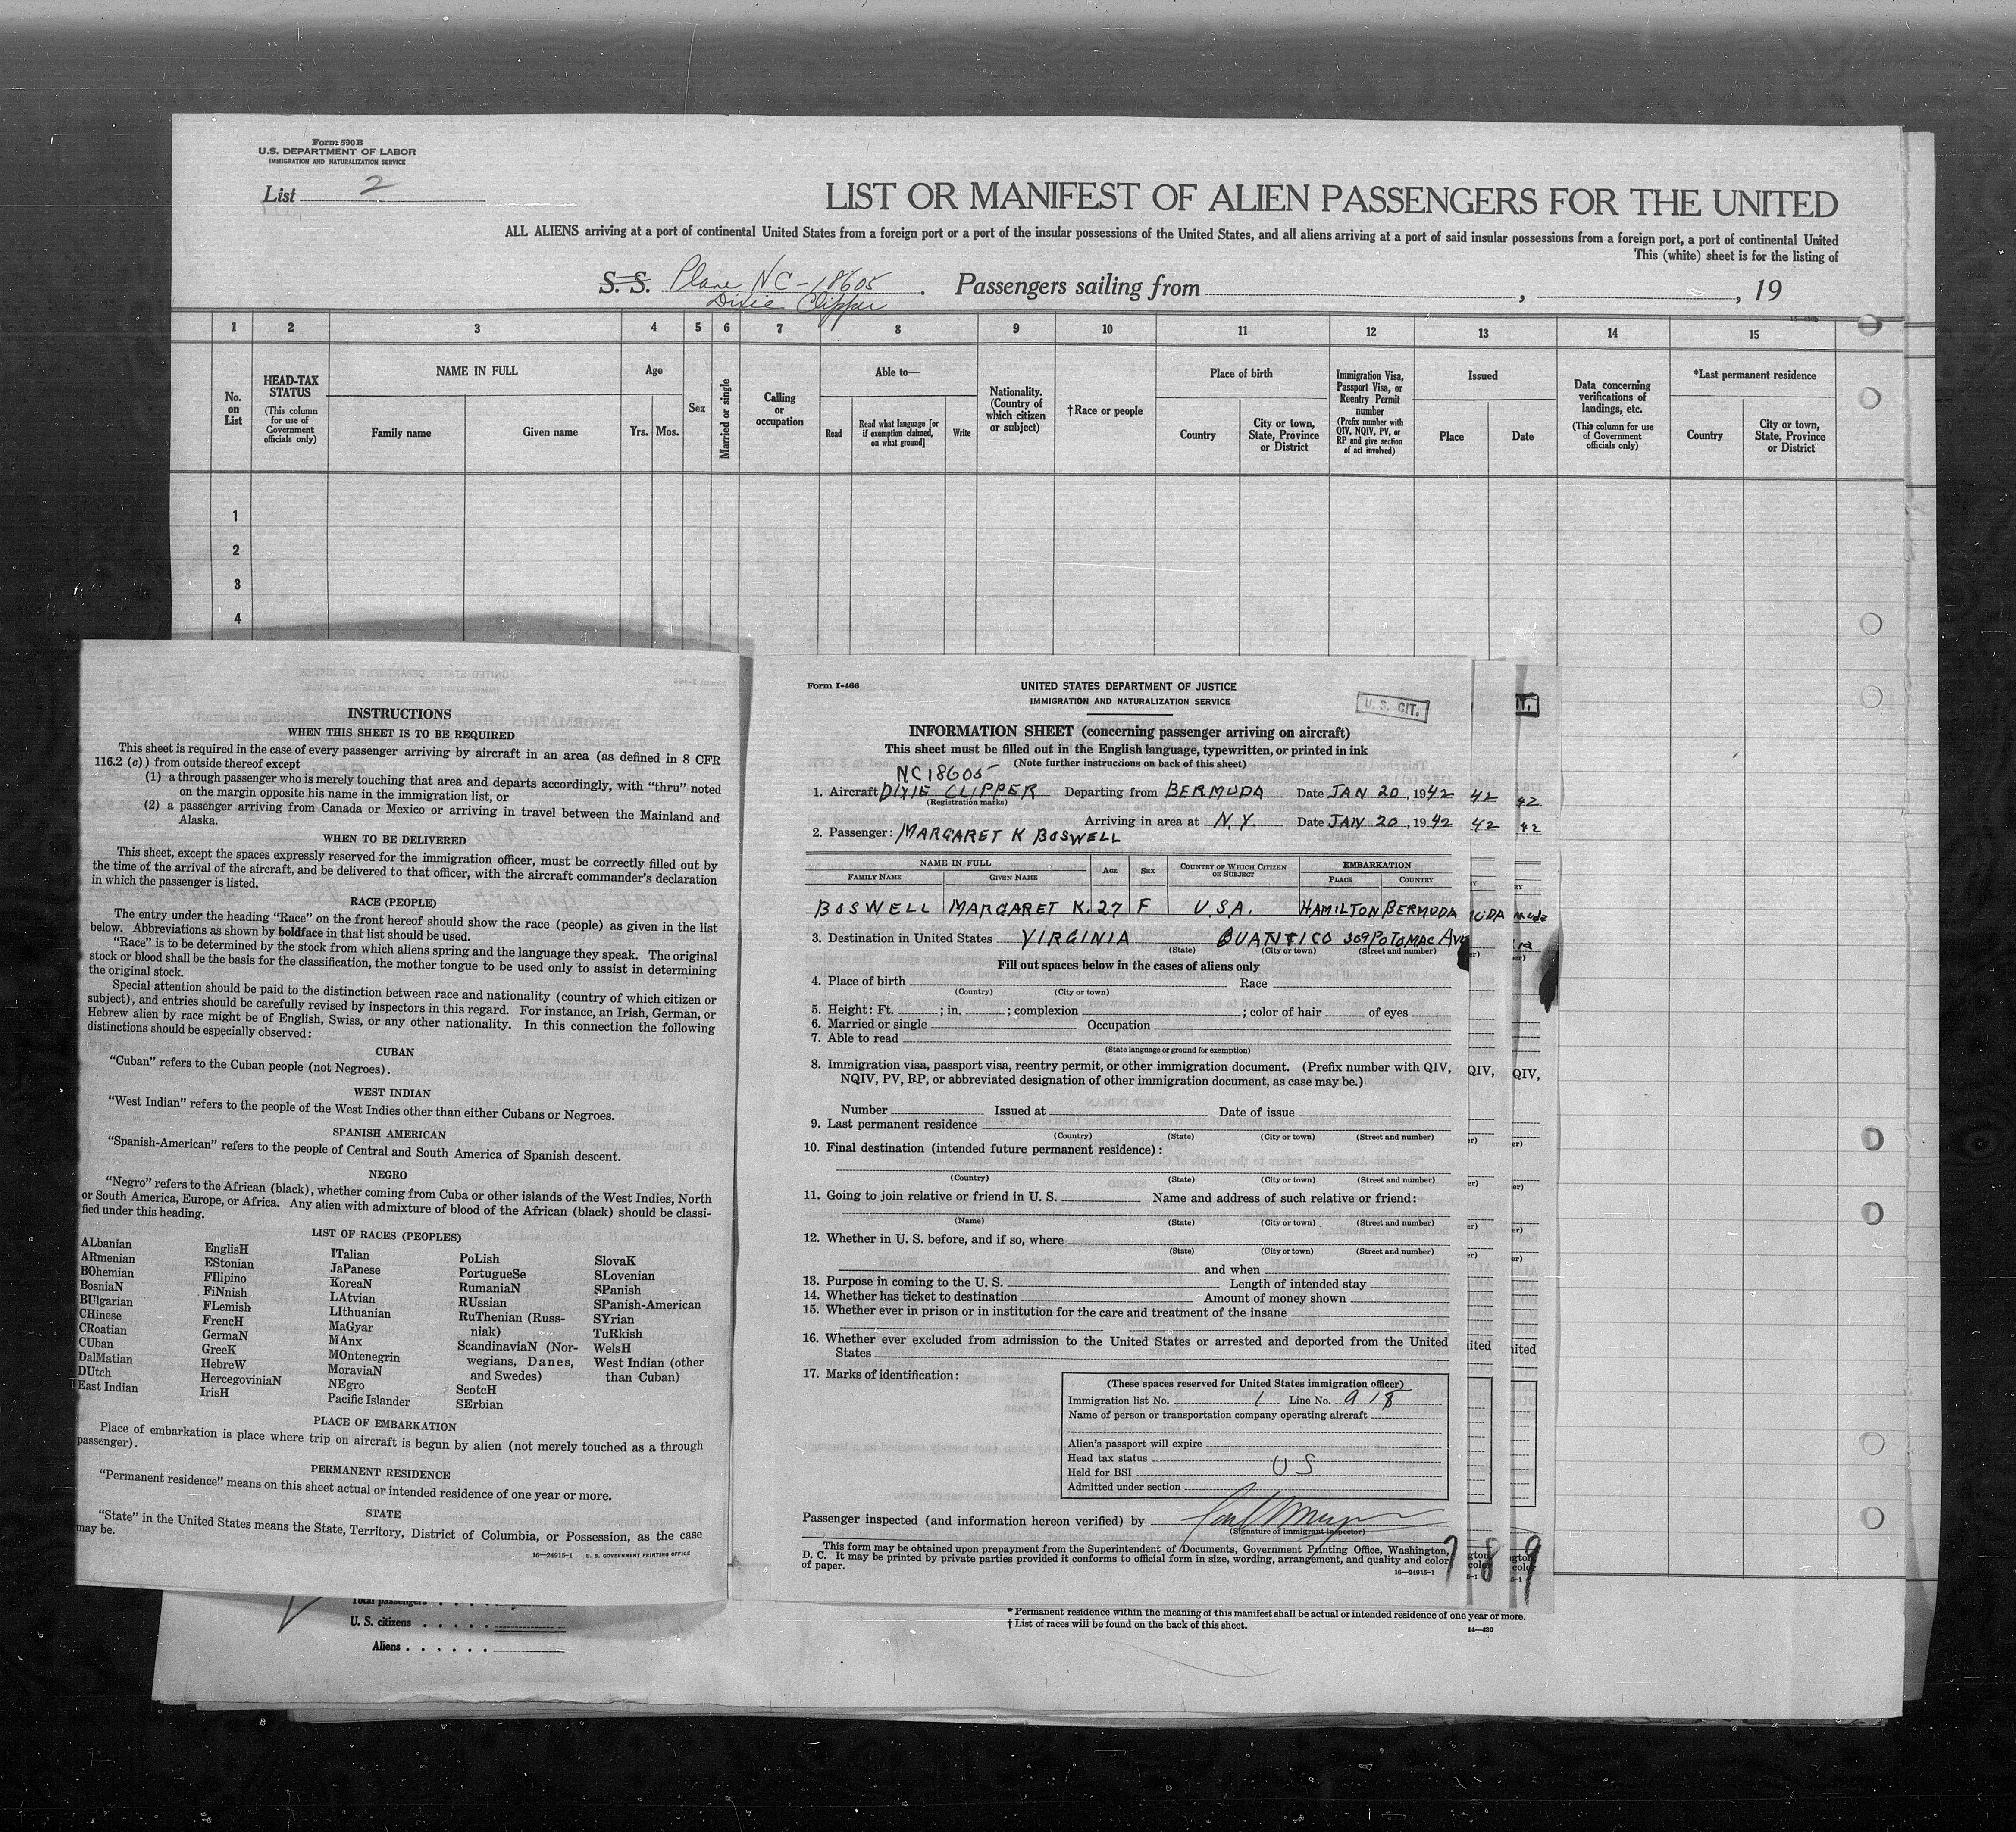 Form 500 B
U.S. DEPARTMENT OF LABOR
IMMIGRATION AND NATURALIZATION SERVICE
List 2
LIST OR MANIFEST OF ALIEN PASSENGERS FOR THE UNITED
ALL ALIENS arriving at a port of continental United States from a foreign port or a port of the insular possessions of the United States, and all aliens arriving at a port of said insular possessions from a foreign port, a port of continental United
This (white) sheet is for the listing of
S. S. Plane NC-18605 . Passengers sailing from , , 19
Dixie Clipper
1 2 3 4 5 6 7 8 9 10 11 12 13 14 15
No. on List
HEAD-TAX STATUS
(This column for use of Government officials only)
NAME IN FULL
Family name Given name
Age
Yrs. Mos.
Sex
Married or single
Calling or occupation
Able to—
Read
Read what language [or if exemption claimed, on what ground]
Write
Nationality. (Country of which citizen or subject)
† Race or people
Place of birth
Country
City or town, State, Province or District
Immigration Visa, Passport Visa, or Reentry Permit number
(Prefix number with QIV, NQIV, PV, or RP and give section of act involved)
Issued
Place Date
Data concerning verifications of landings, etc.
(This column for use of Government officials only)
*Last permanent residence
Country
City or town, State, Province or District
1
2
3
4
INSTRUCTIONS
WHEN THIS SHEET IS TO BE REQUIRED
This sheet is required in the case of every passenger arriving by aircraft in an area (as defined in 8 CFR
116.2 (c)) from outside thereof except
(1) a through passenger who is merely touching that area and departs accordingly, with "thru" noted
on the margin opposite his name in the immigration list, or
(2) a passenger arriving from Canada or Mexico or arriving in travel between the Mainland and
Alaska.
WHEN TO BE DELIVERED
This sheet, except the spaces expressly reserved for the immigration officer, must be correctly filled out by
the time of the arrival of the aircraft, and be delivered to that officer, with the aircraft commander's declaration
in which the passenger is listed.
RACE (PEOPLE)
The entry under the heading "Race" on the front hereof should show the race (people) as given in the list
below. Abbreviations as shown by boldface in that list should be used.
"Race" is to be determined by the stock from which aliens spring and the language they speak. The original
stock or blood shall be the basis for the classification, the mother tongue to be used only to assist in determining
the original stock.
Special attention should be paid to the distinction between race and nationality (country of which citizen or
subject), and entries should be carefully revised by inspectors in this regard. For instance, an Irish, German, or
Hebrew alien by race might be of English, Swiss, or any other nationality. In this connection the following
distinctions should be especially observed:
CUBAN
"Cuban" refers to the Cuban people (not Negroes).
WEST INDIAN
"West Indian" refers to the people of the West Indies other than either Cubans or Negroes.
SPANISH AMERICAN
"Spanish-American" refers to the people of Central and South America of Spanish descent.
NEGRO
"Negro" refers to the African (black), whether coming from Cuba or other islands of the West Indies, North
or South America, Europe, or Africa. Any alien with admixture of blood of the African (black) should be classi-
fied under this heading.
LIST OF RACES (PEOPLES)
ALbanian
ARmenian
BOhemian
BosniaN
BUlgarian
CHinese
CRoatian
CUban
DalMatian
DUtch
East Indian
EnglisH
EStonian
FIlipino
FiNnish
FLemish
FrencH
GermaN
GreeK
HebreW
HercegoviniaN
IrisH
ITalian
JaPanese
KoreaN
LAtvian
LIthuanian
MaGyar
MAnx
MOntenegrin
MoraviaN
NEgro
Pacific Islander
PoLish
PortugueSe
RumaniaN
RUssian
RuThenian (Russ-
niak)
ScandinaviaN (Nor-
wegians, Danes,
and Swedes)
ScotcH
SErbian
SlovaK
SLovenian
SPanish
SPanish-American
SYrian
TuRkish
WelsH
West Indian (other
than Cuban)
PLACE OF EMBARKATION
Place of embarkation is place where trip on aircraft is begun by alien (not merely touched as a through
passenger).
PERMANENT RESIDENCE
"Permanent residence" means on this sheet actual or intended residence of one year or more.
STATE
"State" in the United States means the State, Territory, District of Columbia, or Possession, as the case
may be.
16—24915-1 U. S. GOVERNMENT PRINTING OFFICE
Form I-466
UNITED STATES DEPARTMENT OF JUSTICE
IMMIGRATION AND NATURALIZATION SERVICE
U. S. CIT.
INFORMATION SHEET (concerning passenger arriving on aircraft)
This sheet must be filled out in the English language, typewritten, or printed in ink
(Note further instructions on back of this sheet)
NC18605
1. Aircraft DIXIE CLIPPER Departing from BERMUDA Date JAN 20, 1942
(Registration marks)
Arriving in area at N.Y. Date JAN 20, 1942
2. Passenger: MARGARET K BOSWELL
NAME IN FULL
FAMILY NAME GIVEN NAME AGE SEX COUNTRY OF WHICH CITIZEN OR SUBJECT EMBARKATION
PLACE COUNTRY
BOSWELL MARGARET K. 27 F U.S.A. HAMILTON BERMUDA
3. Destination in United States VIRGINIA QUANTICO 309 POTOMAC AVE
(State) (City or town) (Street and number)
Fill out spaces below in the cases of aliens only
4. Place of birth Race
(Country) (City or town)
5. Height: Ft. ; in. ; complexion ; color of hair of eyes
6. Married or single Occupation
7. Able to read
(State language or ground for exemption)
8. Immigration visa, passport visa, reentry permit, or other immigration document. (Prefix number with QIV,
NQIV, PV, RP, or abbreviated designation of other immigration document, as case may be.)
Number Issued at Date of issue
9. Last permanent residence
(Country) (State) (City or town) (Street and number)
10. Final destination (intended future permanent residence):
(Country) (State) (City or town) (Street and number)
11. Going to join relative or friend in U. S. Name and address of such relative or friend:
(Name) (State) (City or town) (Street and number)
12. Whether in U. S. before, and if so, where
(State) (City or town) (Street and number)
and when
13. Purpose in coming to the U. S. Length of intended stay
14. Whether has ticket to destination Amount of money shown
15. Whether ever in prison or in institution for the care and treatment of the insane
16. Whether ever excluded from admission to the United States or arrested and deported from the United
States
17. Marks of identification:
(These spaces reserved for United States immigration officer)
Immigration list No. 1 Line No. 918
Name of person or transportation company operating aircraft
Alien's passport will expire
Head tax status
Held for BSI U S
Admitted under section
Passenger inspected (and information hereon verified) by
(Signature of immigrant inspector)
This form may be obtained upon prepayment from the Superintendent of Documents, Government Printing Office, Washington,
D. C. It may be printed by private parties provided it conforms to official form in size, wording, arrangement, and quality and color
of paper.
16—24915-1
7 8 9
Total passengers
U. S. citizens
Aliens
* Permanent residence within the meaning of this manifest shall be actual or intended residence of one year or more.
† List of races will be found on the back of this sheet.
14—430